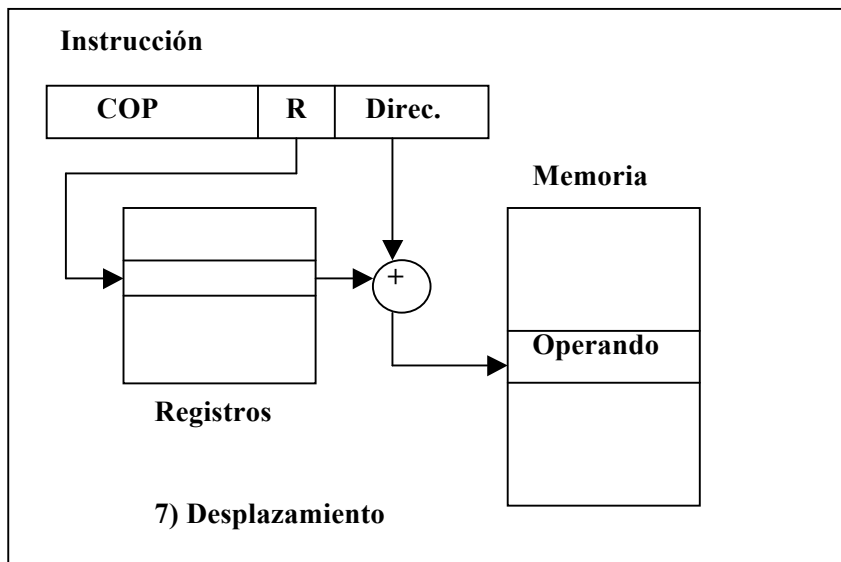 Instrucción
COP R Direc.
Memoria
+
Operando
Registros
7) Desplazamiento